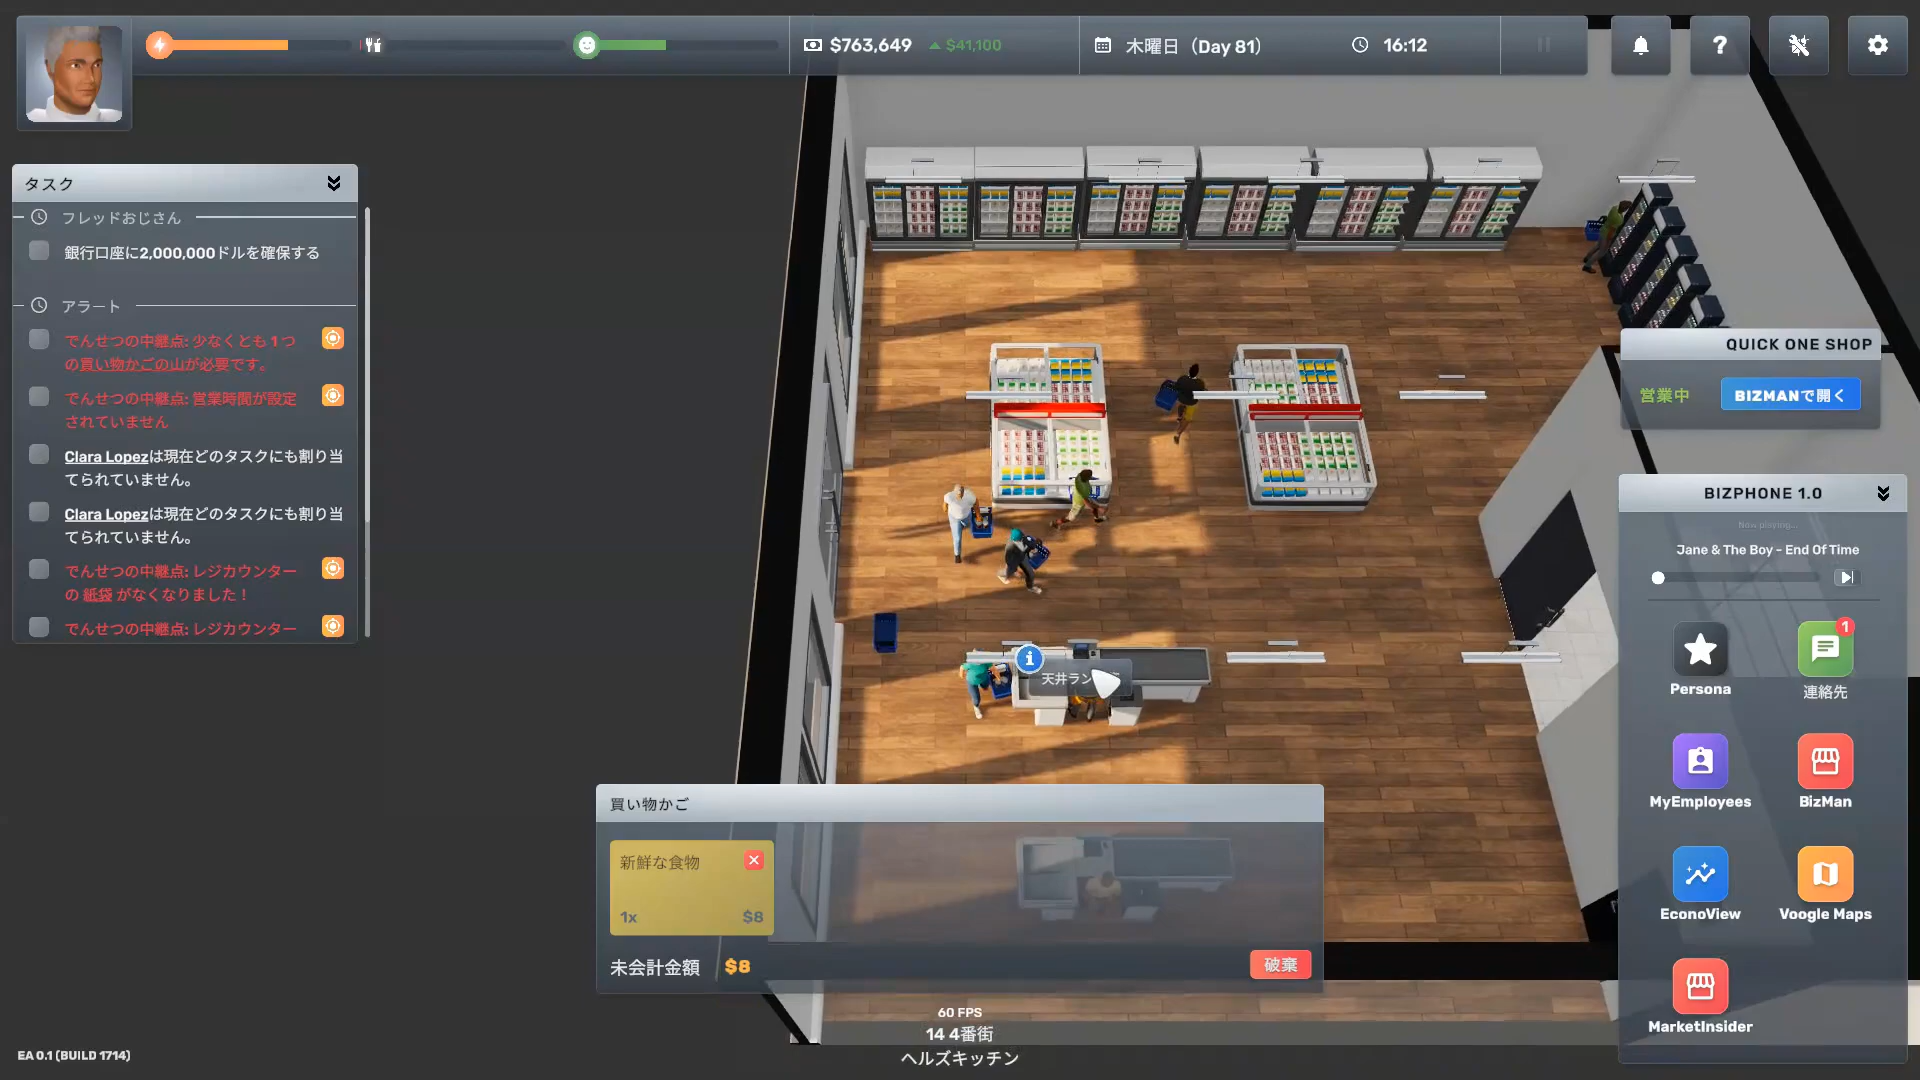 $763,649 $41,100
木曜日（Day 81） 16:12
?
タスク
フレッドおじさん
銀行口座に2,000,000ドルを確保する
アラート
でんせつの中継点: 少なくとも 1 つ
の買い物かごの山が必要です。
でんせつの中継点: 営業時間が設定
されていません
Clara Lopezは現在どのタスクにも割り当
てられていません。
Clara Lopezは現在どのタスクにも割り当
てられていません。
でんせつの中継点: レジカウンター
の 紙袋 がなくなりました！
でんせつの中継点: レジカウンター
QUICK ONE SHOP
営業中 BIZMANで開く
BIZPHONE 1.0
Now playing...
Jane & The Boy - End Of Time
1
Persona 連絡先
MyEmployees BizMan
EconoView Voogle Maps
MarketInsider
天井ラン
買い物かご
新鮮な食物
1x $8
未会計金額 $8
破棄
60 FPS
14 4番街
ヘルズキッチン
EA 0.1 (BUILD 1714)